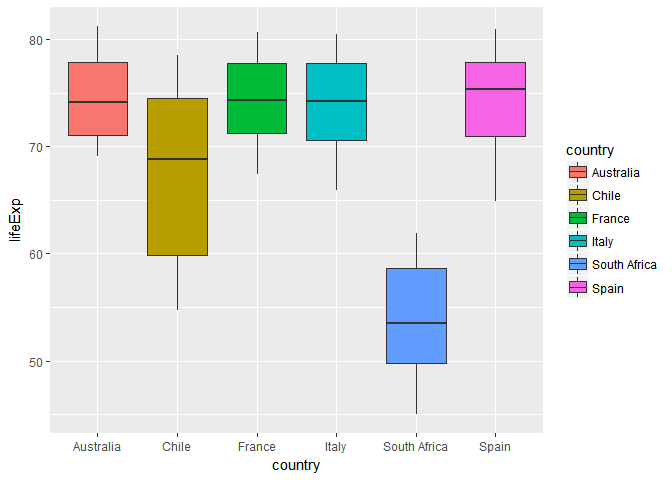 lifeExp
80
70
60
50
Australia
Chile
France
Italy
South Africa
Spain
country
country
Australia
Chile
France
Italy
South Africa
Spain